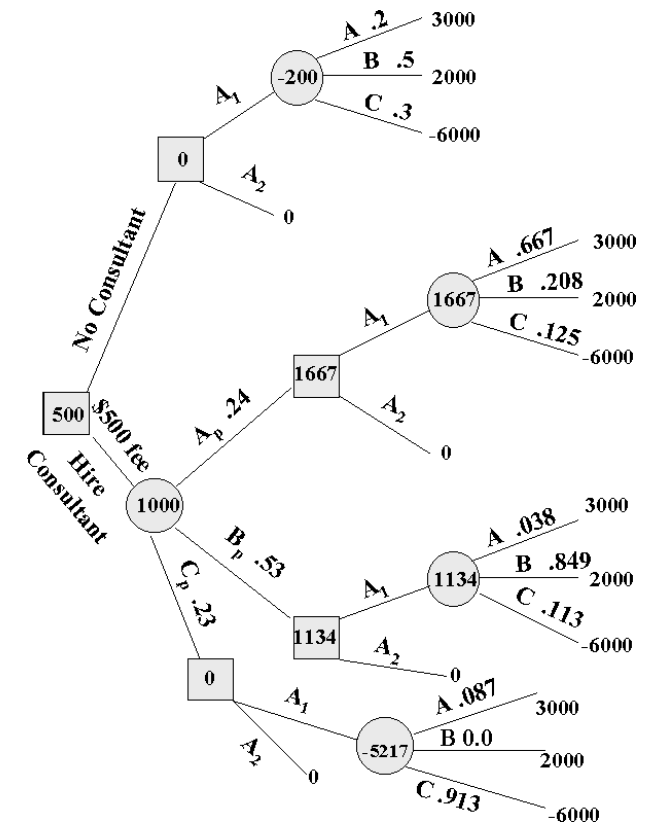 A .2 3000
-200 B .5 2000
A1 C .3 -6000
0
A2 0
No Consultant
A .667 3000
1667 B .208 2000
A1 C .125 -6000
1667
A2 0
500
$500 fee
Hire
Consultant
Ap .24
1000
Bp .53
Cp .23
A .038 3000
1134 B .849 2000
A1 C .113 -6000
1134
A2 0
0
A1
A2 0
A .087 3000
-5217 B 0.0 2000
C .913 -6000